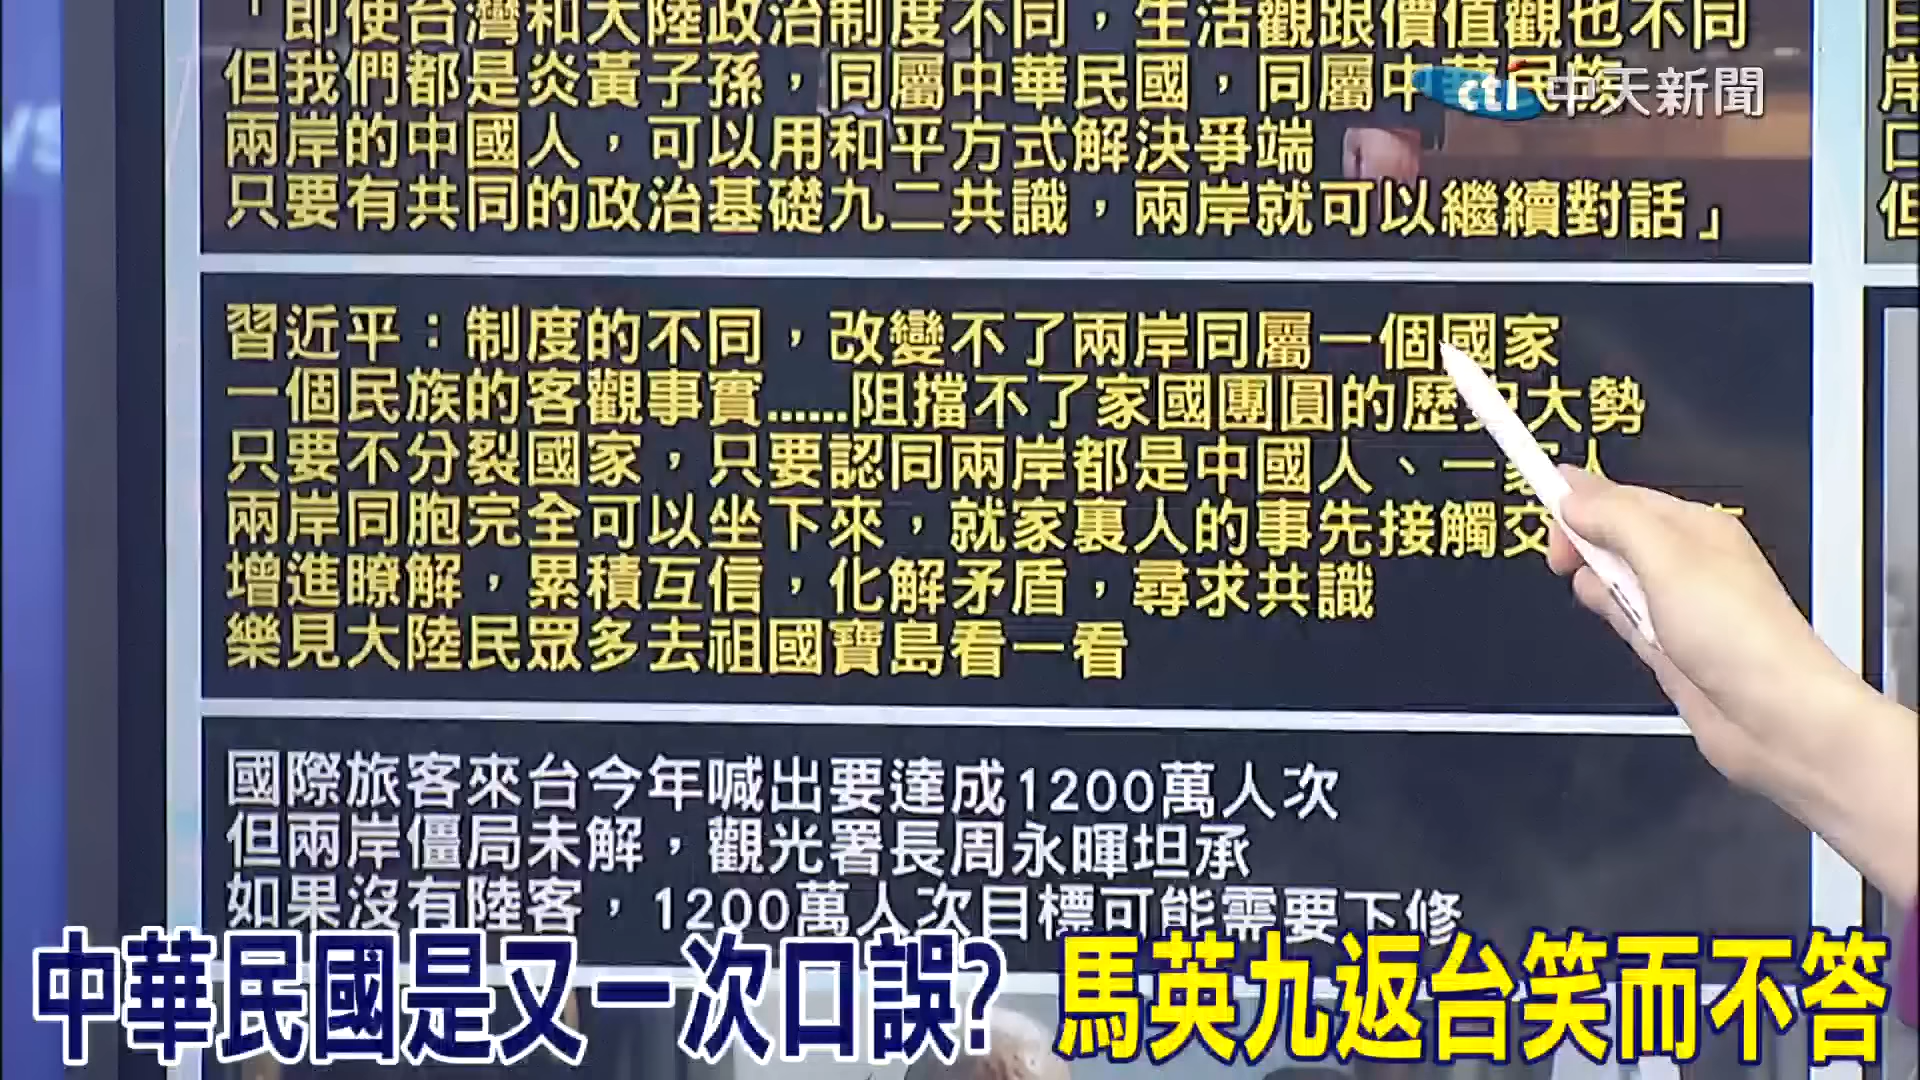 「即使台灣和大陸政治制度不同，生活觀跟價值觀也不同
但我們都是炎黃子孫，同屬中華民國，同屬中華民族
兩岸的中國人，可以用和平方式解決爭端
只要有共同的政治基礎九二共識，兩岸就可以繼續對話」
cti 中天新聞
習近平：制度的不同，改變不了兩岸同屬一個國家
一個民族的客觀事實......阻擋不了家國團圓的歷史大勢
只要不分裂國家，只要認同兩岸都是中國人、一家人
兩岸同胞完全可以坐下來，就家裏人的事先接觸交
增進瞭解，累積互信，化解矛盾，尋求共識
樂見大陸民眾多去祖國寶島看一看
國際旅客來台今年喊出要達成1200萬人次
但兩岸僵局未解，觀光署長周永暉坦承
如果沒有陸客，1200萬人次目標可能需要下修
中華民國是又一次口誤? 馬英九返台笑而不答